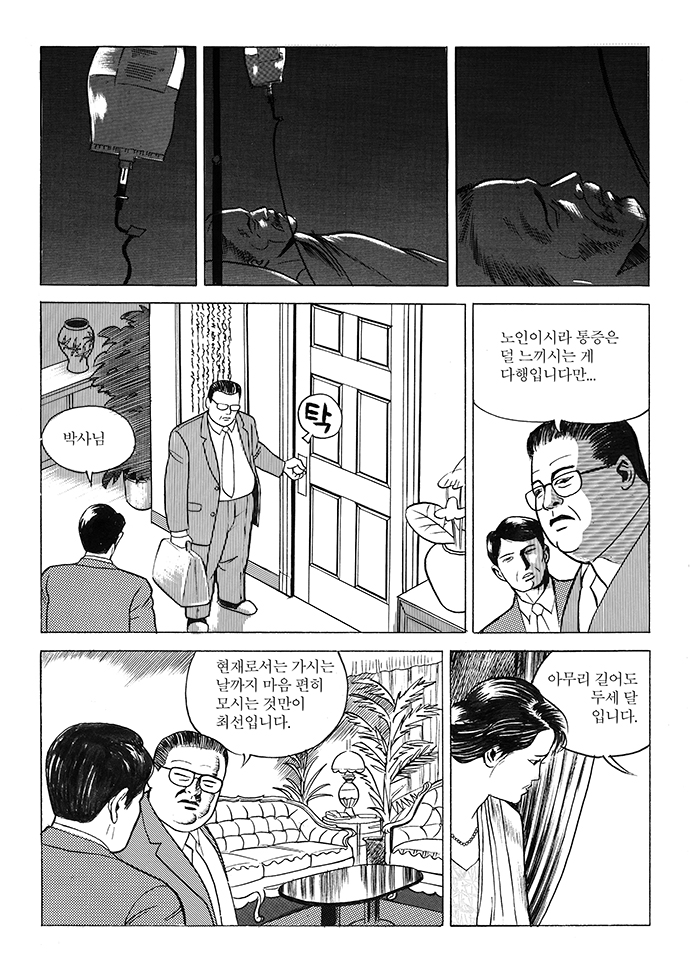 박사님
탁
노인이시라 통증은
덜 느끼시는 게
다행입니다만...
현재로서는 가시는
날까지 마음 편히
모시는 것만이
최선입니다.
아무리 길어도
두세 달
입니다.